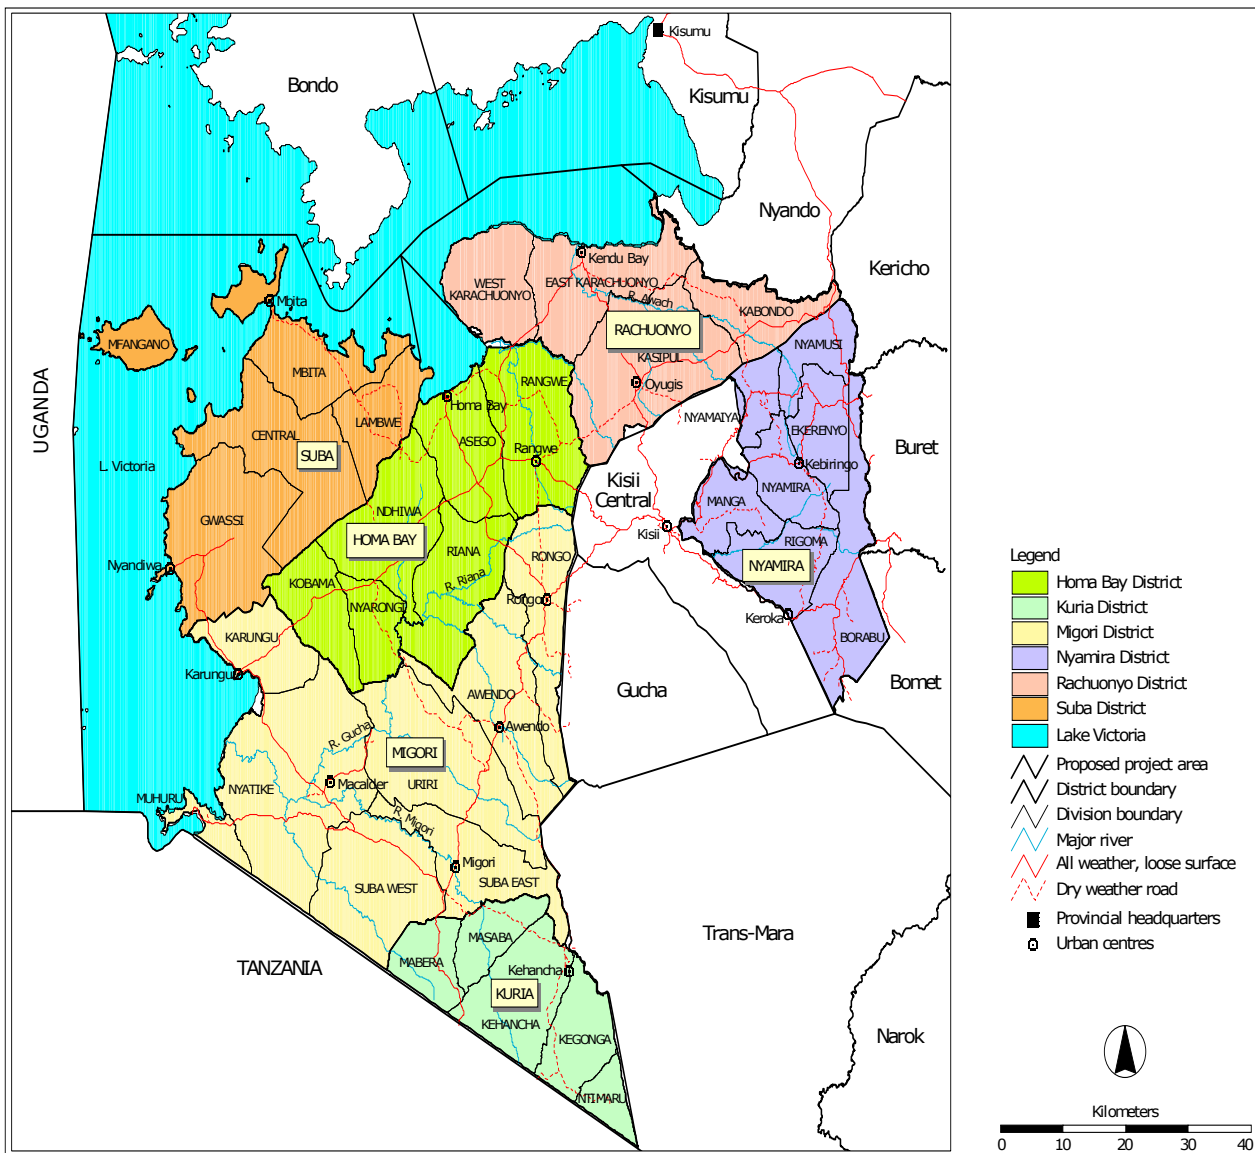 Kisumu
Bondo
Kisumu
Nyando
Kericho
Kendu Bay
WEST
KARACHUONYO
EAST KARACHUONYO
R. Awach
KABONDO
Mbita
RACHUONYO
NYAMUSI
MFANGANO
KASIPUL
MBITA
RANGWE
Oyugis
UGANDA
Homa Bay
LAMBWE
NYAMAIYA
EKERENYO
CENTRAL
ASEGO
SUBA
Rangwe
Buret
L. Victoria
Kebiringo
Kisii
Central
NYAMIRA
MANGA
NDHIWA
GWASSI
HOMA BAY
Kisii
RIGOMA
RIANA
RONGO
NYAMIRA
Nyandiwa
KOBAMA
R. Riana
NYARONGI
Rongo
Keroka
KARUNGU
BORABU
Karungu
Gucha
Bomet
AWENDO
Awendo
R. Gucha
MIGORI
NYATIKE
Macalder
URIRI
MUHURU
R. Migori
Migori
SUBA WEST
SUBA EAST
Trans-Mara
MASABA
MABERA
TANZANIA
Kehancha
KURIA
KEHANCHA
KEGONGA
Narok
NTIMARU
Legend
Homa Bay District
Kuria District
Migori District
Nyamira District
Rachuonyo District
Suba District
Lake Victoria
Proposed project area
District boundary
Division boundary
Major river
All weather, loose surface
Dry weather road
Provincial headquarters
Urban centres
Kilometers
0 10 20 30 40